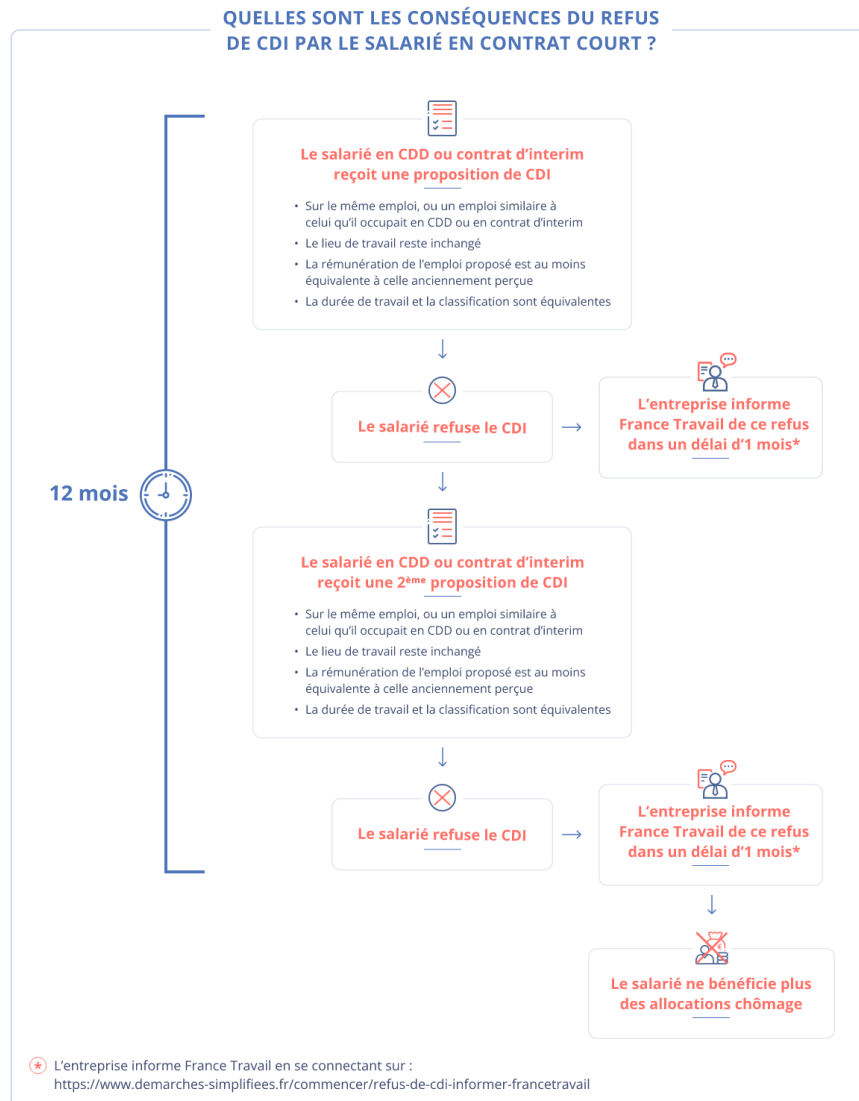 QUELLES SONT LES CONSÉQUENCES DU REFUS
DE CDI PAR LE SALARIÉ EN CONTRAT COURT ?
Le salarié en CDD ou contrat d'interim
reçoit une proposition de CDI
• Sur le même emploi, ou un emploi similaire à
celui qu'il occupait en CDD ou en contrat d'interim
• Le lieu de travail reste inchangé
• La rémunération de l'emploi proposé est au moins
équivalente à celle anciennement perçue
• La durée de travail et la classification sont équivalentes
Le salarié refuse le CDI
L'entreprise informe
France Travail de ce refus
dans un délai d'1 mois*
12 mois
Le salarié en CDD ou contrat d'interim
reçoit une 2ème proposition de CDI
• Sur le même emploi, ou un emploi similaire à
celui qu'il occupait en CDD ou en contrat d'interim
• Le lieu de travail reste inchangé
• La rémunération de l'emploi proposé est au moins
équivalente à celle anciennement perçue
• La durée de travail et la classification sont équivalentes
Le salarié refuse le CDI
L'entreprise informe
France Travail de ce refus
dans un délai d'1 mois*
Le salarié ne bénéficie plus
des allocations chômage
* L'entreprise informe France Travail en se connectant sur :
https://www.demarches-simplifiees.fr/commencer/refus-de-cdi-informer-francetravail